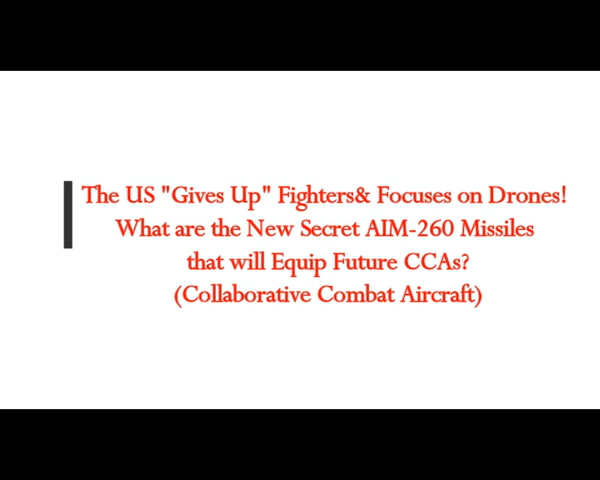 The US "Gives Up" Fighters& Focuses on Drones!
What are the New Secret AIM-260 Missiles
that will Equip Future CCAs?
(Collaborative Combat Aircraft)